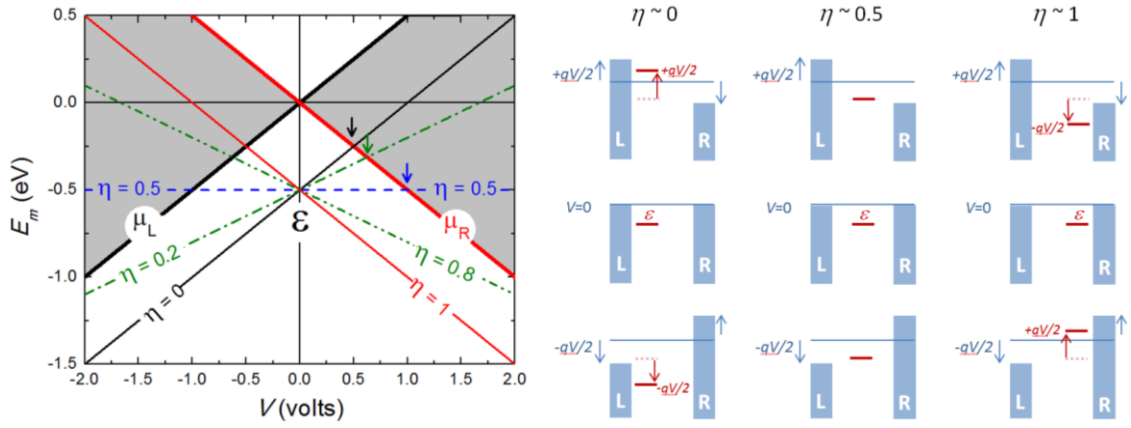 0.5
0.0
-0.5
-1.0
-1.5
E_m (eV)
-2.0 -1.5 -1.0 -0.5 0.0 0.5 1.0 1.5 2.0
V (volts)
η = 0.5
η = 0.5
μ_L
ε
μ_R
η = 0.2
η = 0
η = 0.8
η = 1
η ~ 0
η ~ 0.5
η ~ 1
+qV/2
+qV/2
L
R
+qV/2
L
R
+qV/2
-qV/2
L
R
V=0
ε
L
R
V=0
ε
L
R
V=0
ε
L
R
-qV/2
-qV/2
L
R
-qV/2
L
R
+qV/2
-qV/2
L
R